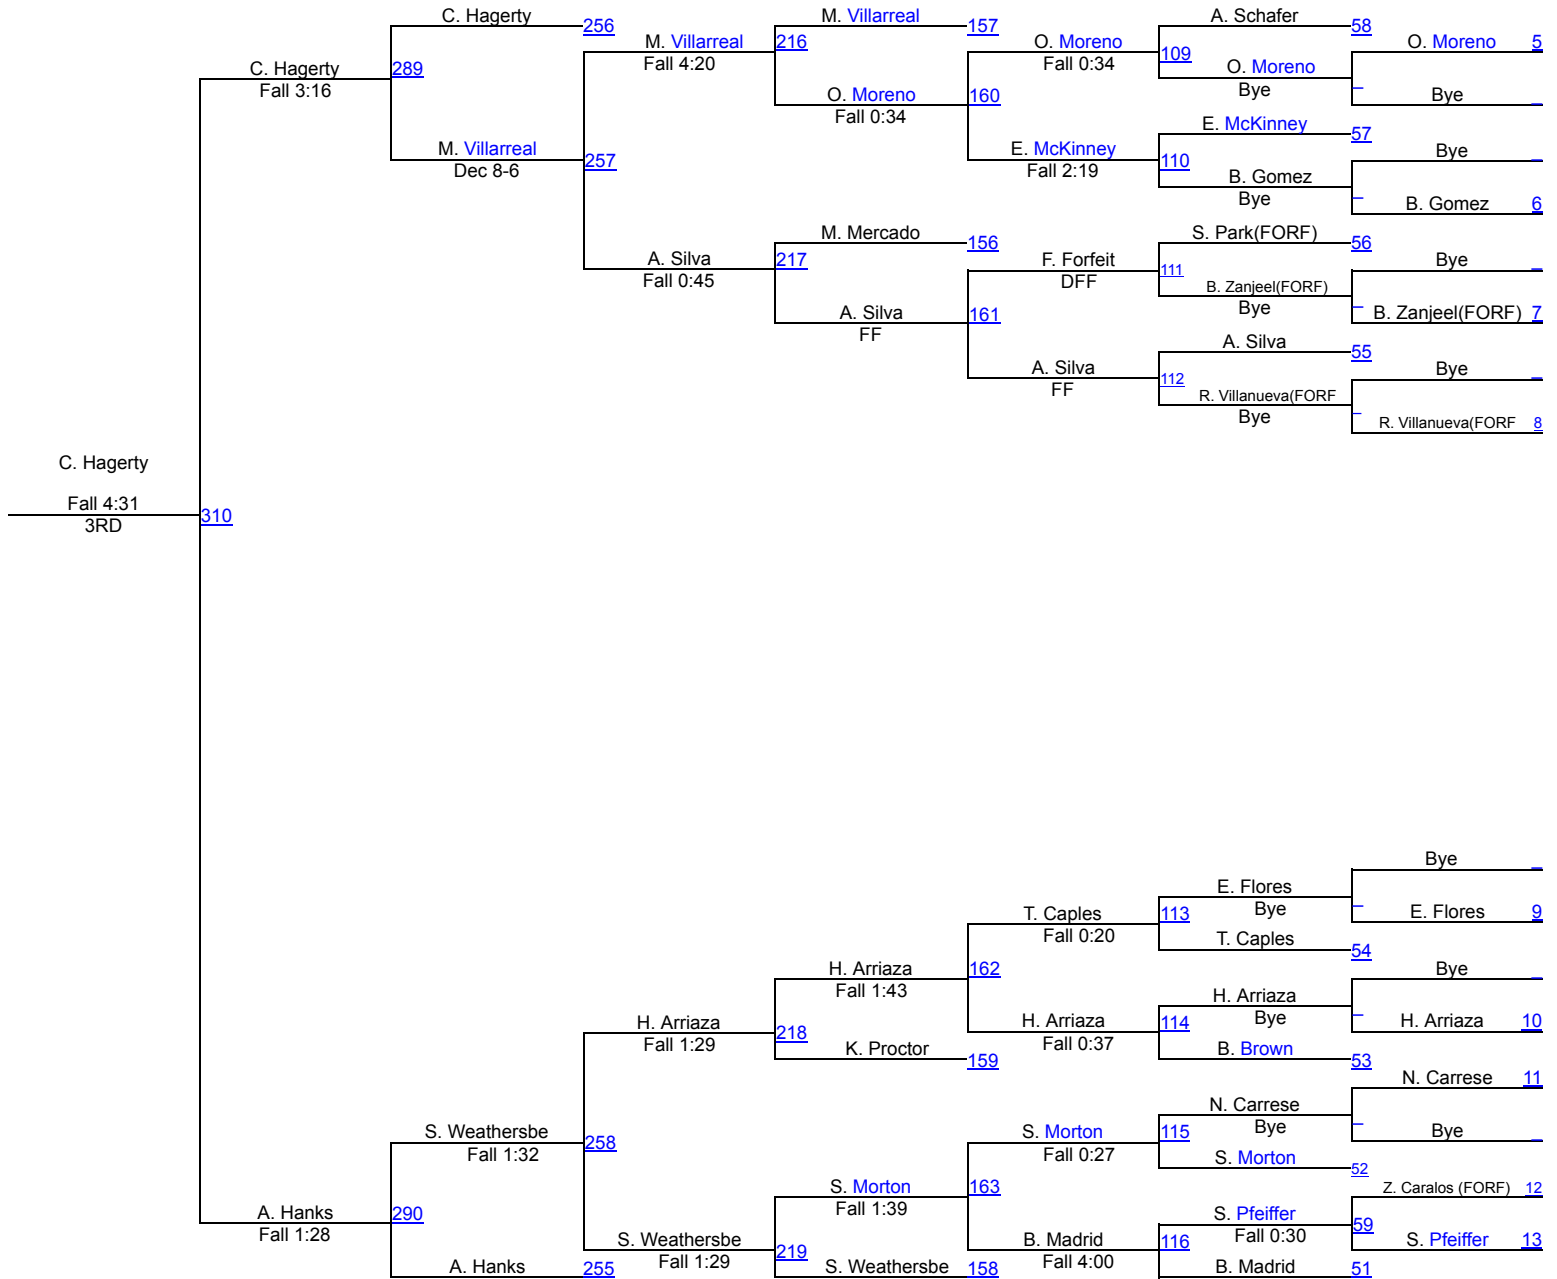 C. Hagerty 256
M. Villarreal 157
A. Schafer 58
M. Villarreal 216
Fall 4:20
O. Moreno
Fall 0:34
109
O. Moreno 5
C. Hagerty 289
Fall 3:16
O. Moreno
Bye
O. Moreno 160
Fall 0:34
Bye
E. McKinney 57
M. Villarreal 257
Dec 8-6
E. McKinney 110
Fall 2:19
Bye
B. Gomez
Bye
B. Gomez 6
M. Mercado 156
S. Park(FORF) 56
A. Silva 217
Fall 0:45
F. Forfeit 111
DFF
Bye
B. Zanjeel(FORF)
Bye
A. Silva 161
FF
B. Zanjeel(FORF) 7
A. Silva 55
A. Silva 112
FF
Bye
R. Villanueva(FORF
Bye
R. Villanueva(FORF 8
C. Hagerty
Fall 4:31
3RD
310
Bye
E. Flores
Bye
T. Caples 113
Fall 0:20
E. Flores 9
T. Caples 54
H. Arriaza 162
Fall 1:43
Bye
H. Arriaza
Bye
H. Arriaza 218
Fall 1:29
H. Arriaza 114
Fall 0:37
H. Arriaza 10
K. Proctor 159
B. Brown 53
N. Carrese 11
N. Carrese
Bye
S. Weathersbe 258
Fall 1:32
S. Morton 115
Fall 0:27
Bye
S. Morton 52
S. Morton 163
Fall 1:39
Z. Caralos (FORF) 12
A. Hanks 290
Fall 1:28
S. Pfeiffer 59
Fall 0:30
S. Weathersbe 219
Fall 1:29
B. Madrid 116
Fall 4:00
S. Pfeiffer 13
A. Hanks 255
S. Weathersbe 158
B. Madrid 51